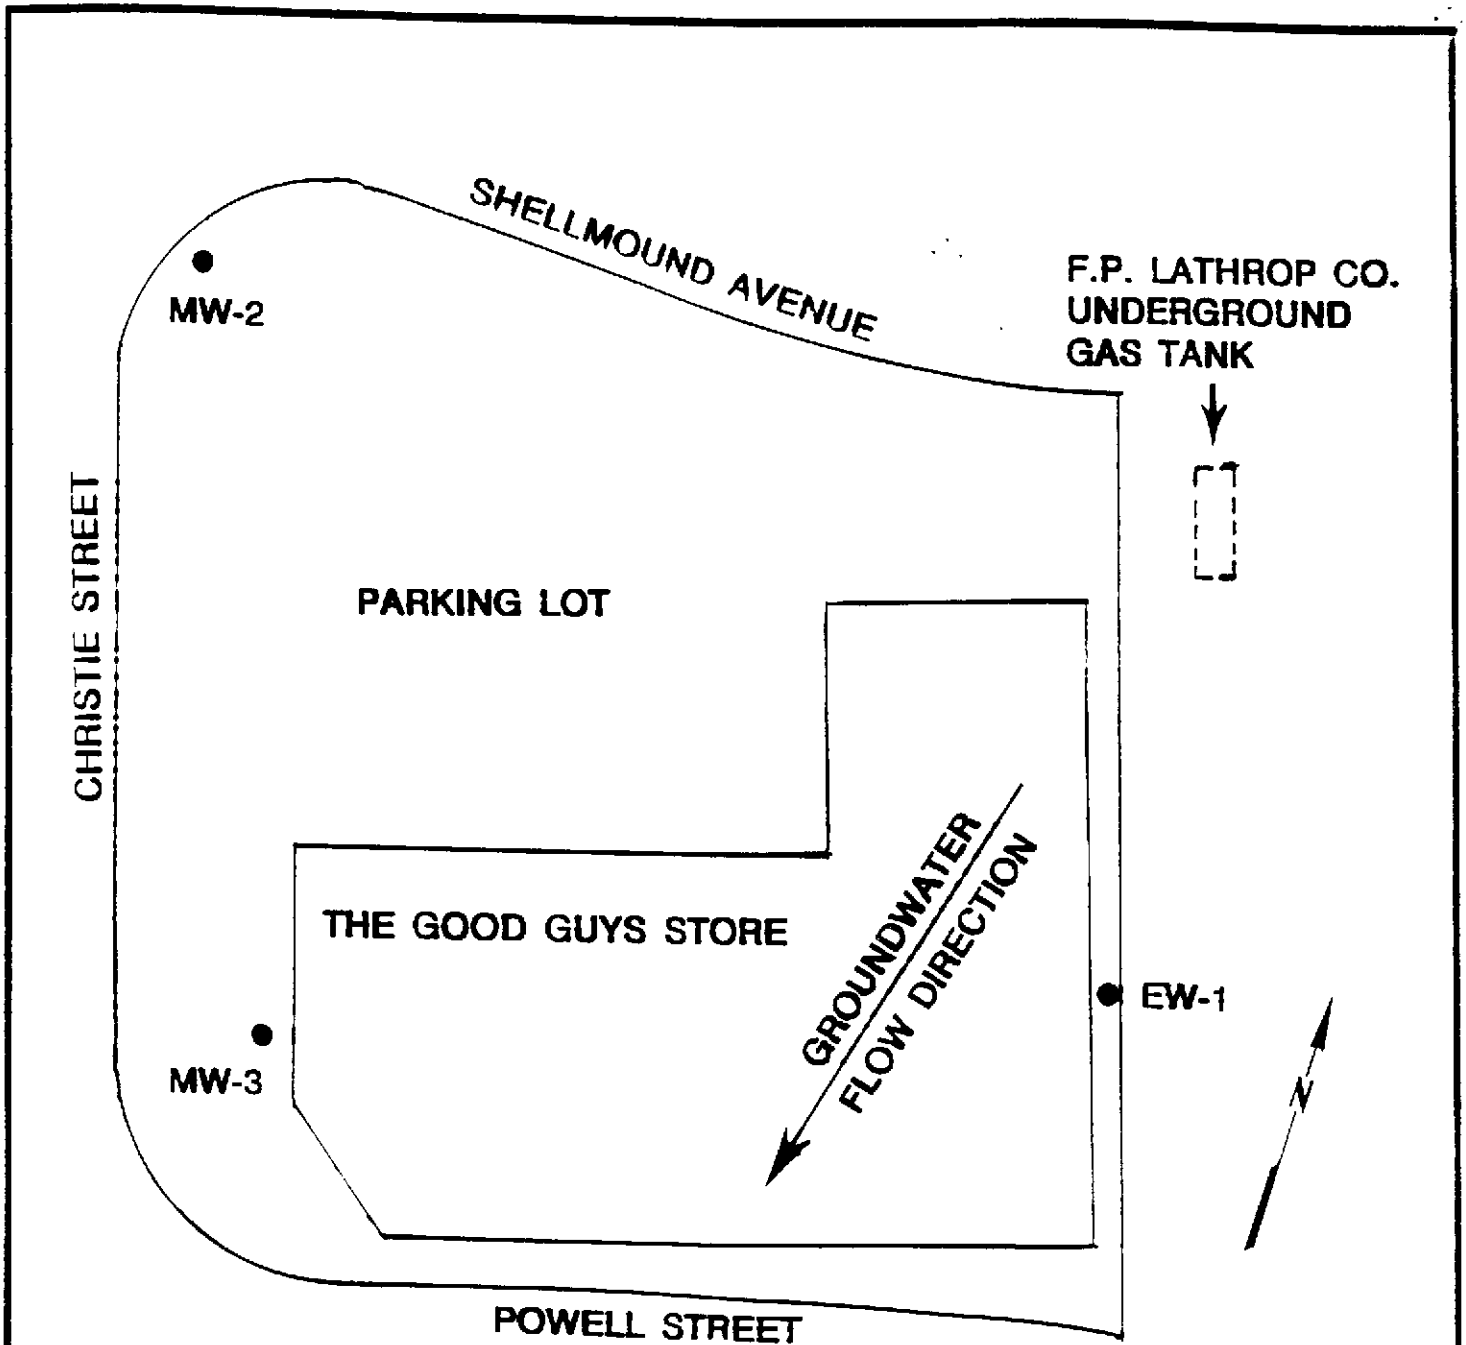 SHELLMOUND AVENUE
F.P. LATHROP CO.
UNDERGROUND
GAS TANK
MW-2
CHRISTIE STREET
PARKING LOT
THE GOOD GUYS STORE
GROUNDWATER
FLOW DIRECTION
EW-1
MW-3
N
POWELL STREET